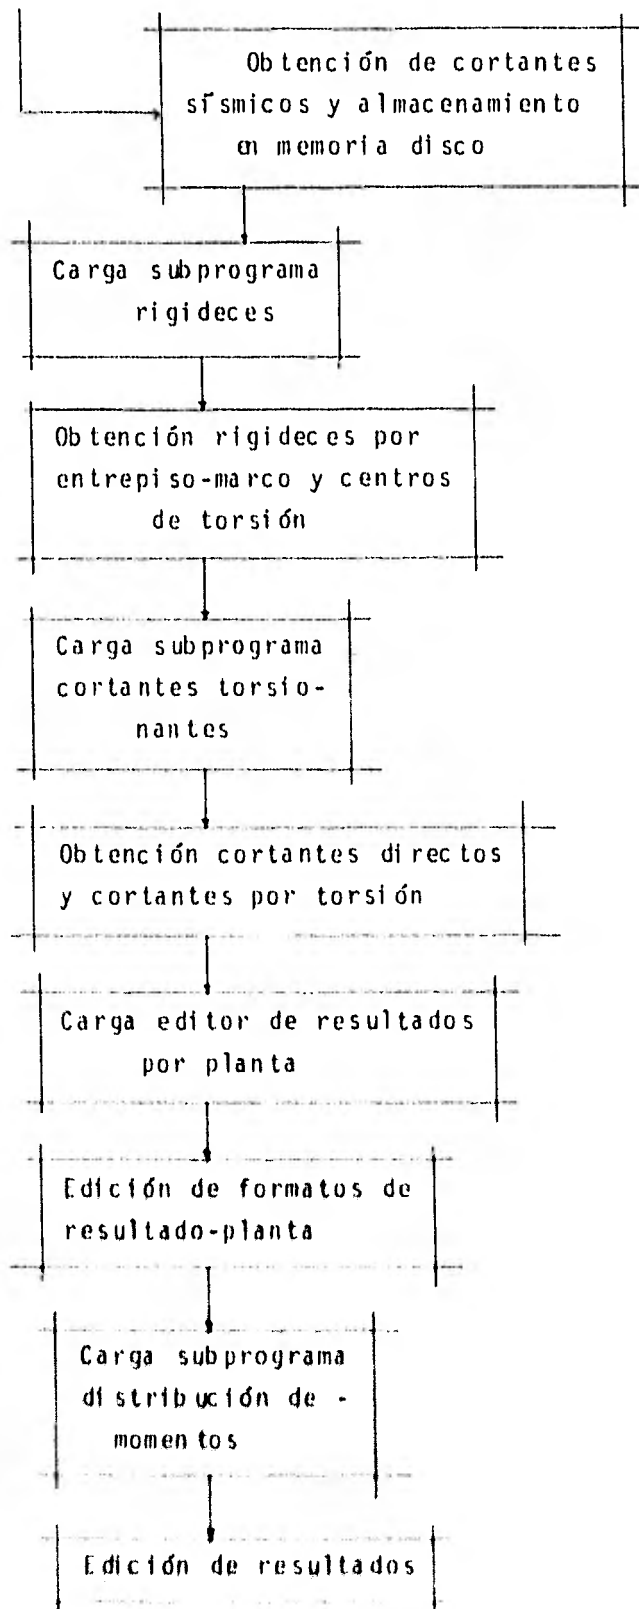 Obtención de cortantes
sísmicos y almacenamiento
en memoria disco
Carga subprograma
rigideces
Obtención rigideces por
entrepiso-marco y centros
de torsión
Carga subprograma
cortantes torsio-
nantes
Obtención cortantes directos
y cortantes por torsión
Carga editor de resultados
por planta
Edición de formatos de
resultado-planta
Carga subprograma
distribución de -
momentos
Edición de resultados